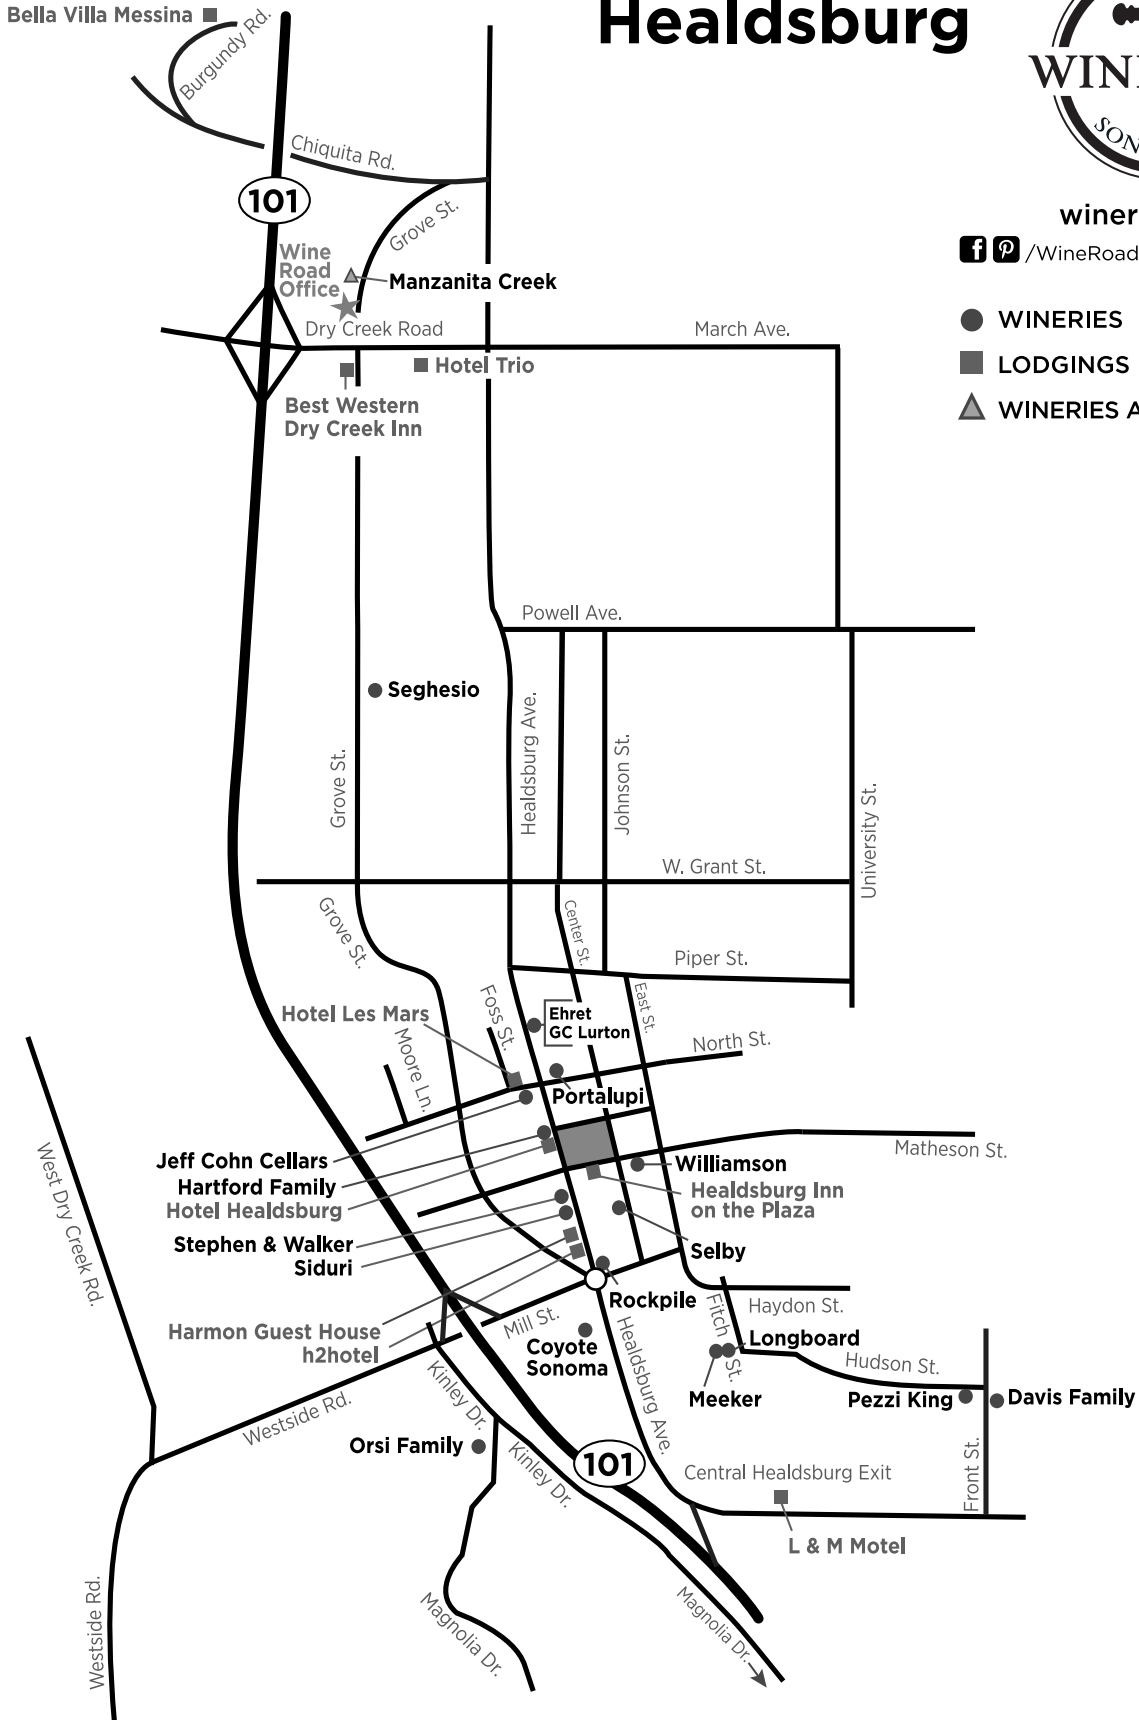 Healdsburg
Bella Villa Messina
Burgundy Rd.
WIN
SON
Chiquita Rd.
101
Grove St.
winer
/WineRoad
Wine
Road
Office
Manzanita Creek
WINERIES
LODGINGS
WINERIES A
Dry Creek Road
March Ave.
Hotel Trio
Best Western
Dry Creek Inn
Powell Ave.
Seghesio
Healdsburg Ave.
Johnson St.
Grove St.
University St.
W. Grant St.
Grove St.
Center St.
Piper St.
Foss St.
East St.
Hotel Les Mars
Ehret
GC Lurton
Moore Ln.
North St.
Portalupi
Matheson St.
Jeff Cohn Cellars
Hartford Family
Hotel Healdsburg
Williamson
Healdsburg Inn
on the Plaza
West Dry Creek Rd.
Stephen & Walker
Siduri
Selby
Rockpile
Haydon St.
Fitch St.
Harmon Guest House
h2hotel
Mill St.
Coyote
Sonoma
Healdsburg Ave.
Longboard
Hudson St.
Meeker
Pezzi King
Davis Family
Westside Rd.
Kinley Dr.
Orsi Family
Kinley Dr.
101
Central Healdsburg Exit
Front St.
L & M Motel
Westside Rd.
Magnolia Dr.
Magnolia Dr.